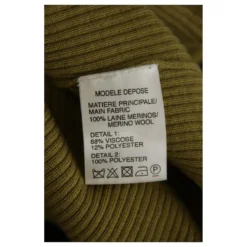 MODELE DEPOSE
MATIERE PRINCIPALE/
MAIN FABRIC
100% LAINE MERINOS/
MERINO WOOL
DETAIL 1:
88% VISCOSE
12% POLYESTER
DETAIL 2:
100% POLYESTER